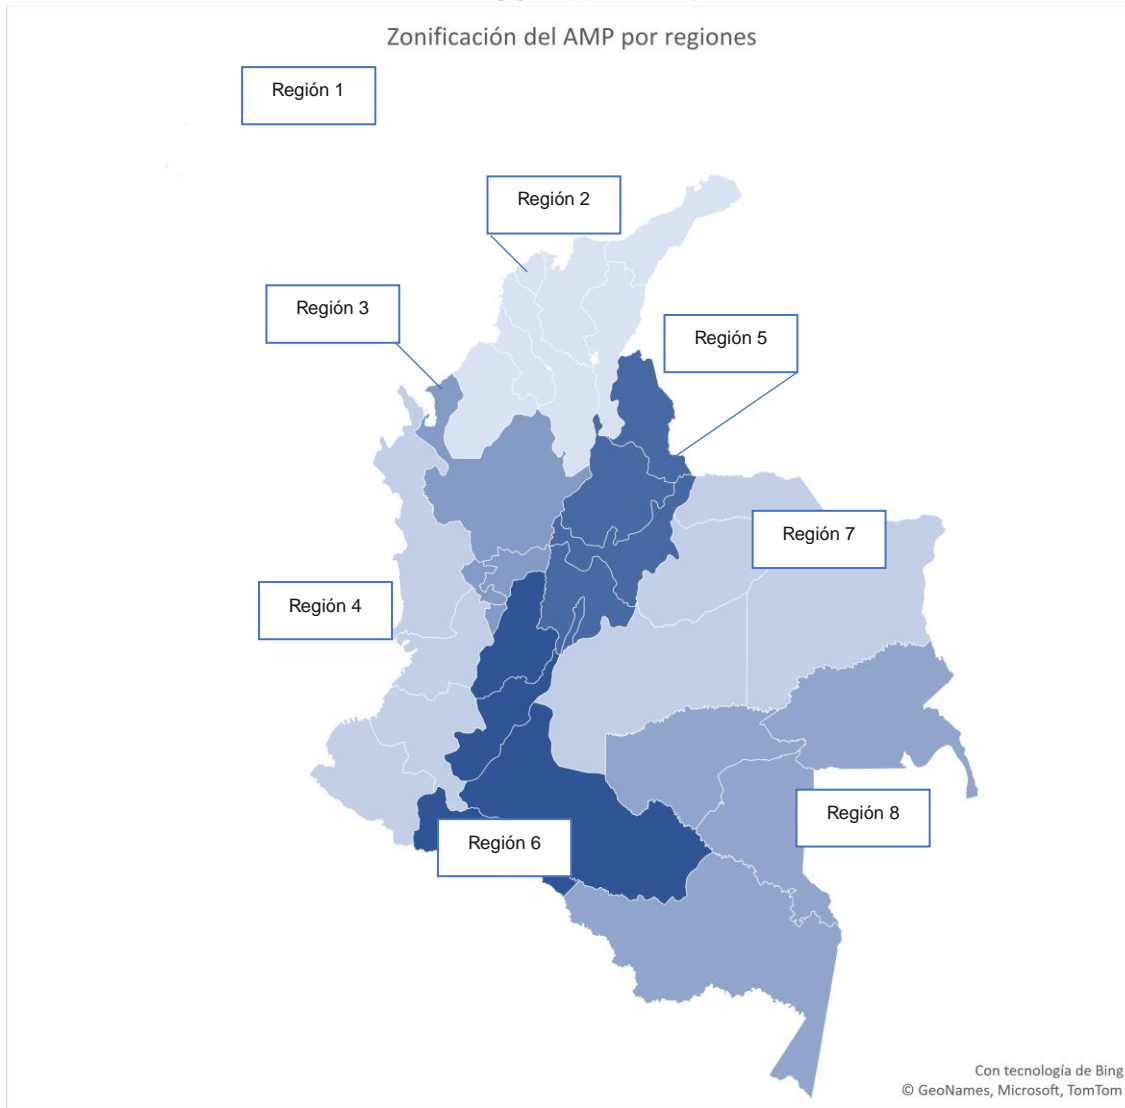 Zonificación del AMP por regiones
Región 1
Región 2
Región 3
Región 5
Región 7
Región 4
Región 8
Región 6
Con tecnología de Bing
© GeoNames, Microsoft, TomTom